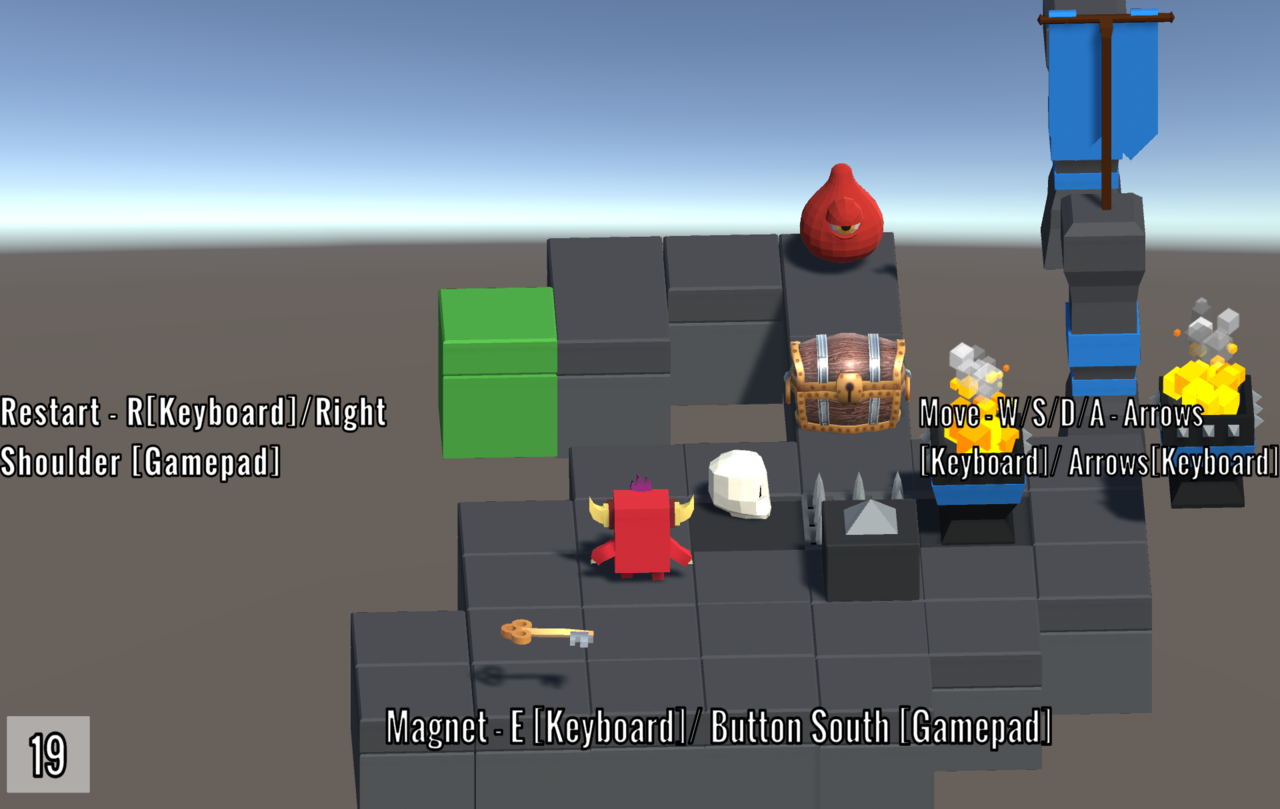 Restart - R[Keyboard]/Right
Shoulder [Gamepad]
Move - W/S/D/A - Arrows
[Keyboard]/ Arrows[Keyboard]
Magnet - E [Keyboard]/ Button South [Gamepad]
19